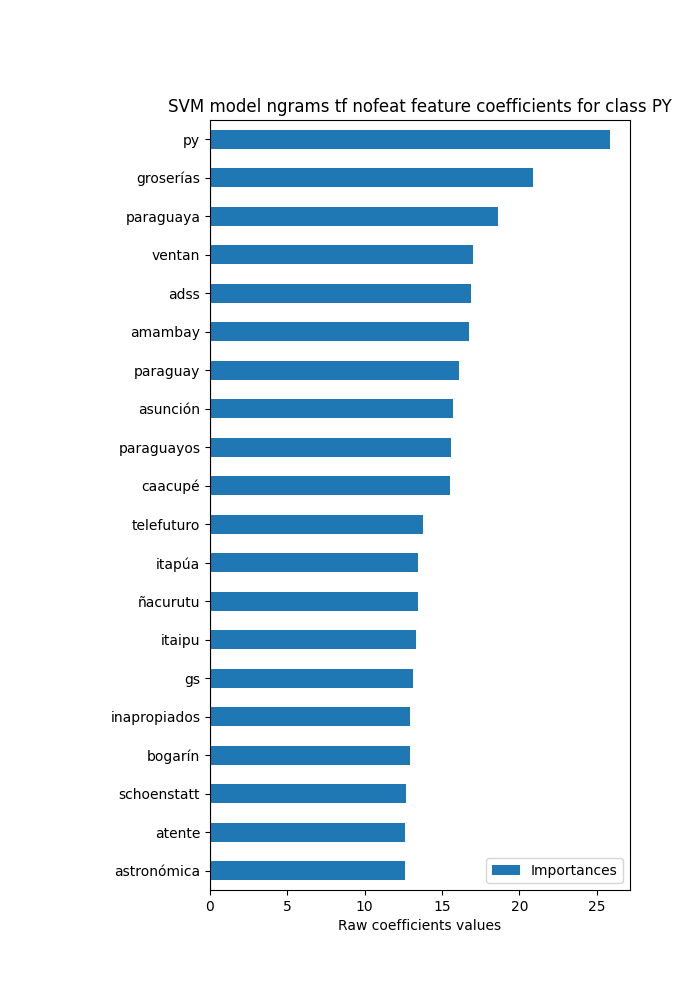 SVM model ngrams tf nofeat feature coefficients for class PY
py
groserías
paraguaya
ventan
adss
amambay
paraguay
asunción
paraguayos
caacupé
telefuturo
itapúa
ñacurutu
itaipu
gs
inapropiados
bogarín
schoenstatt
atente
astronómica
Importances
0 5 10 15 20 25
Raw coefficients values